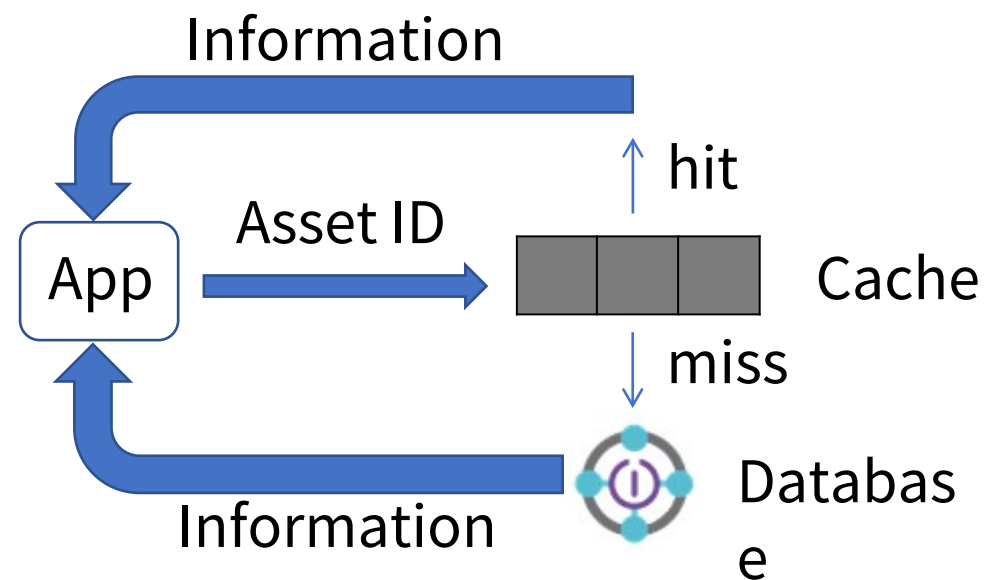 Information
hit
Asset ID
App
Cache
miss
Databas
e
Information